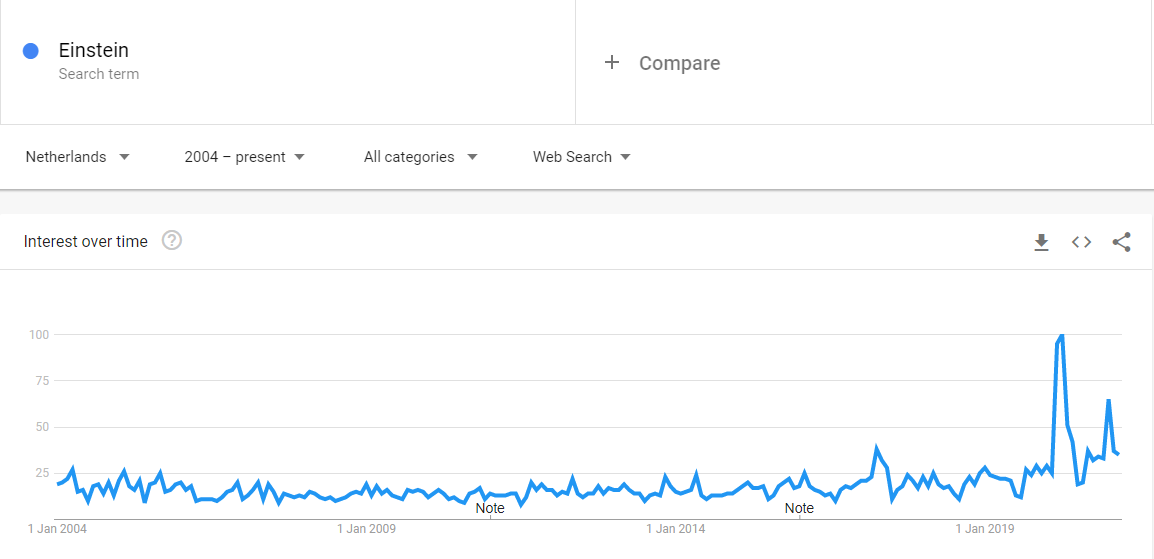 Einstein
Search term
+ Compare
Netherlands
2004 – present
All categories
Web Search
Interest over time
?
100
75
50
25
Note
Note
1 Jan 2004
1 Jan 2009
1 Jan 2014
1 Jan 2019